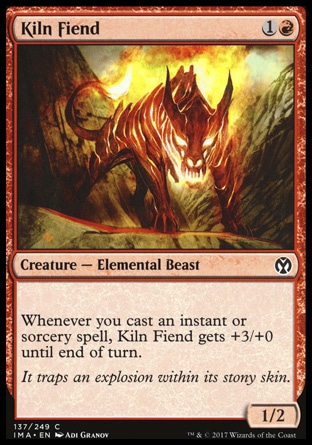 Kiln Fiend 1
Creature — Elemental Beast
Whenever you cast an instant or
sorcery spell, Kiln Fiend gets +3/+0
until end of turn.
It traps an explosion within its stony skin.
1/2
137/249 C
IMA • EN Adi Granov
™ & © 2017 Wizards of the Coast